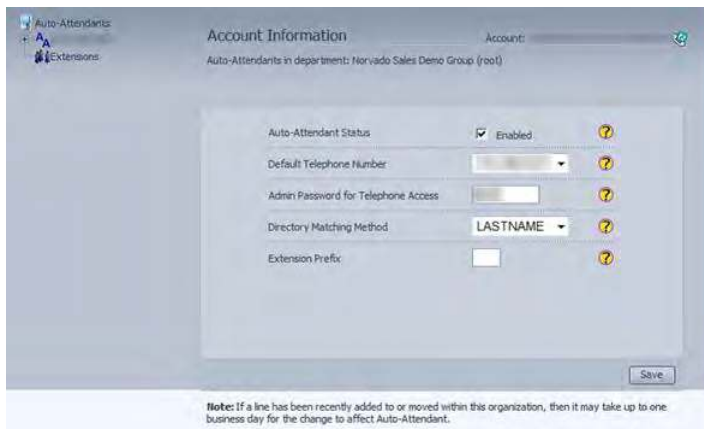 Auto-Attendants
Extensions
Account Information
Account:
Auto-Attendants in department: Norvado Sales Demo Group (root)
Auto-Attendant Status
Enabled
Default Telephone Number
Admin Password for Telephone Access
Directory Matching Method
LASTNAME
Extension Prefix
Save
Note: If a line has been recently added to or moved within this organization, then it may take up to one
business day for the change to affect Auto-Attendant.